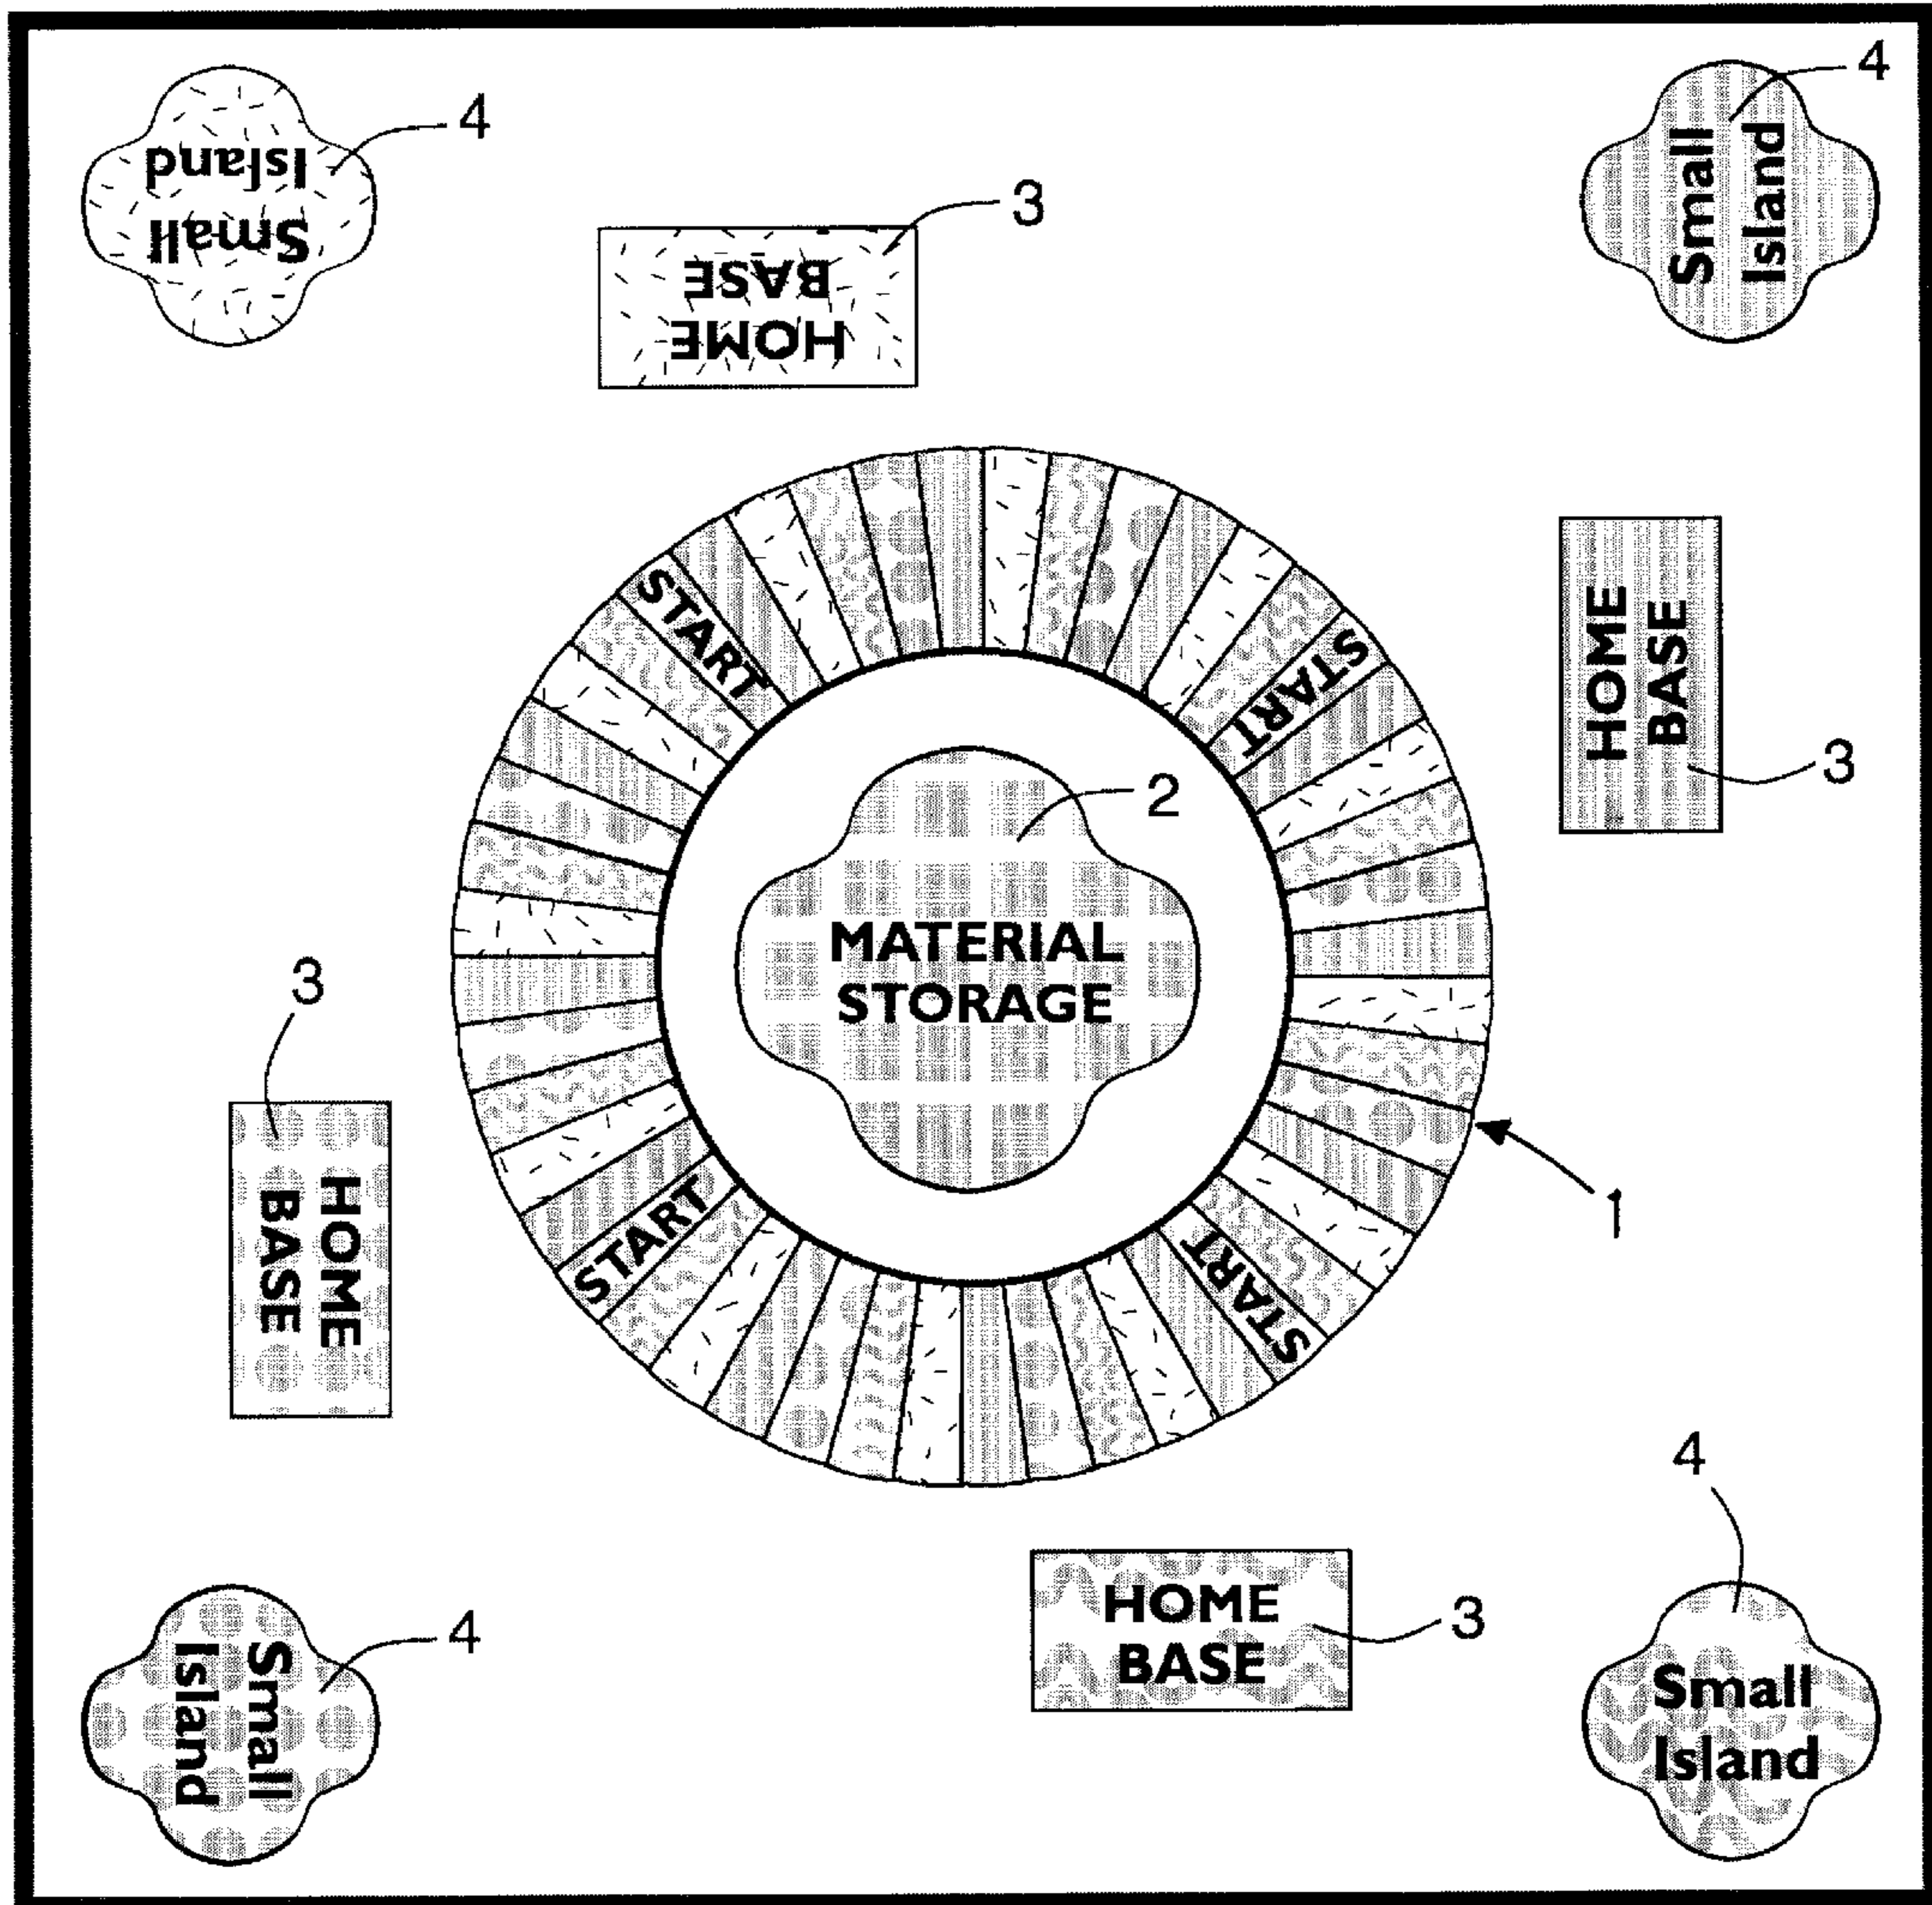 4
Small
Island
4
Small
Island
3
HOME
BASE
START
START
HOME
BASE
3
2
MATERIAL
STORAGE
3
HOME
BASE
1
START
START
4
HOME
BASE
3
Small
Island
4
Small
Island